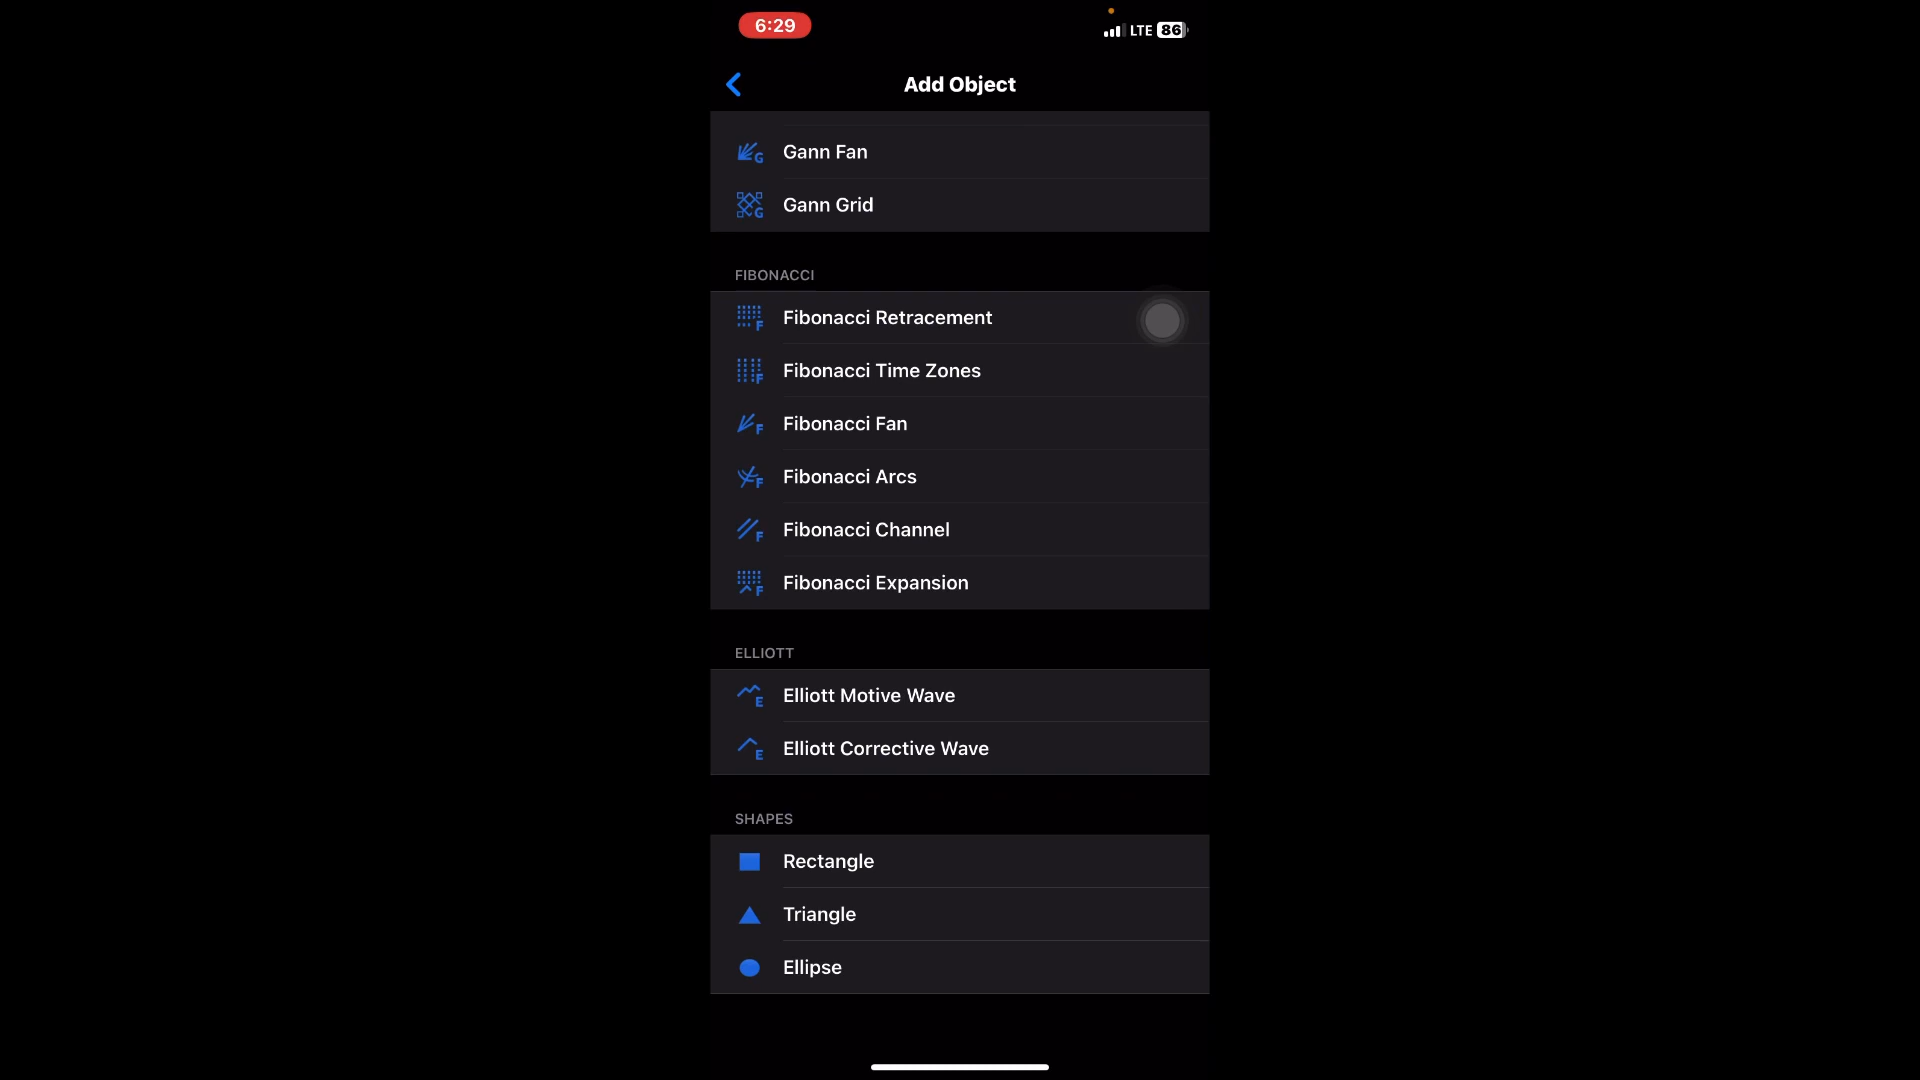 6:29
LTE 86
Add Object
Gann Fan
Gann Grid
FIBONACCI
Fibonacci Retracement
Fibonacci Time Zones
Fibonacci Fan
Fibonacci Arcs
Fibonacci Channel
Fibonacci Expansion
ELLIOTT
Elliott Motive Wave
Elliott Corrective Wave
SHAPES
Rectangle
Triangle
Ellipse